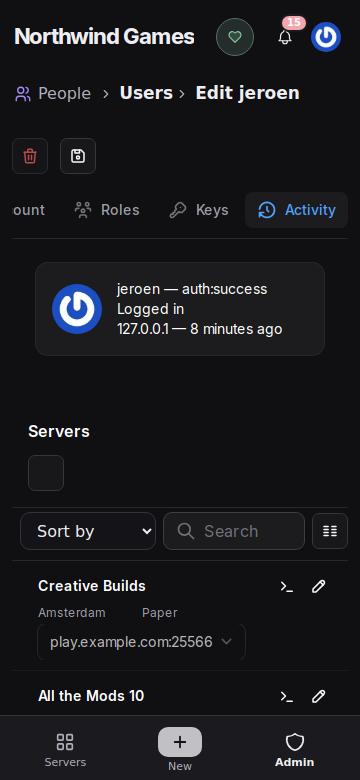 Northwind Games
15
People › Users › Edit jeroen
ount Roles Keys Activity
jeroen — auth:success
Logged in
127.0.0.1 — 8 minutes ago
Servers
Sort by Search
Creative Builds
Amsterdam Paper
play.example.com:25566
All the Mods 10
Servers New Admin